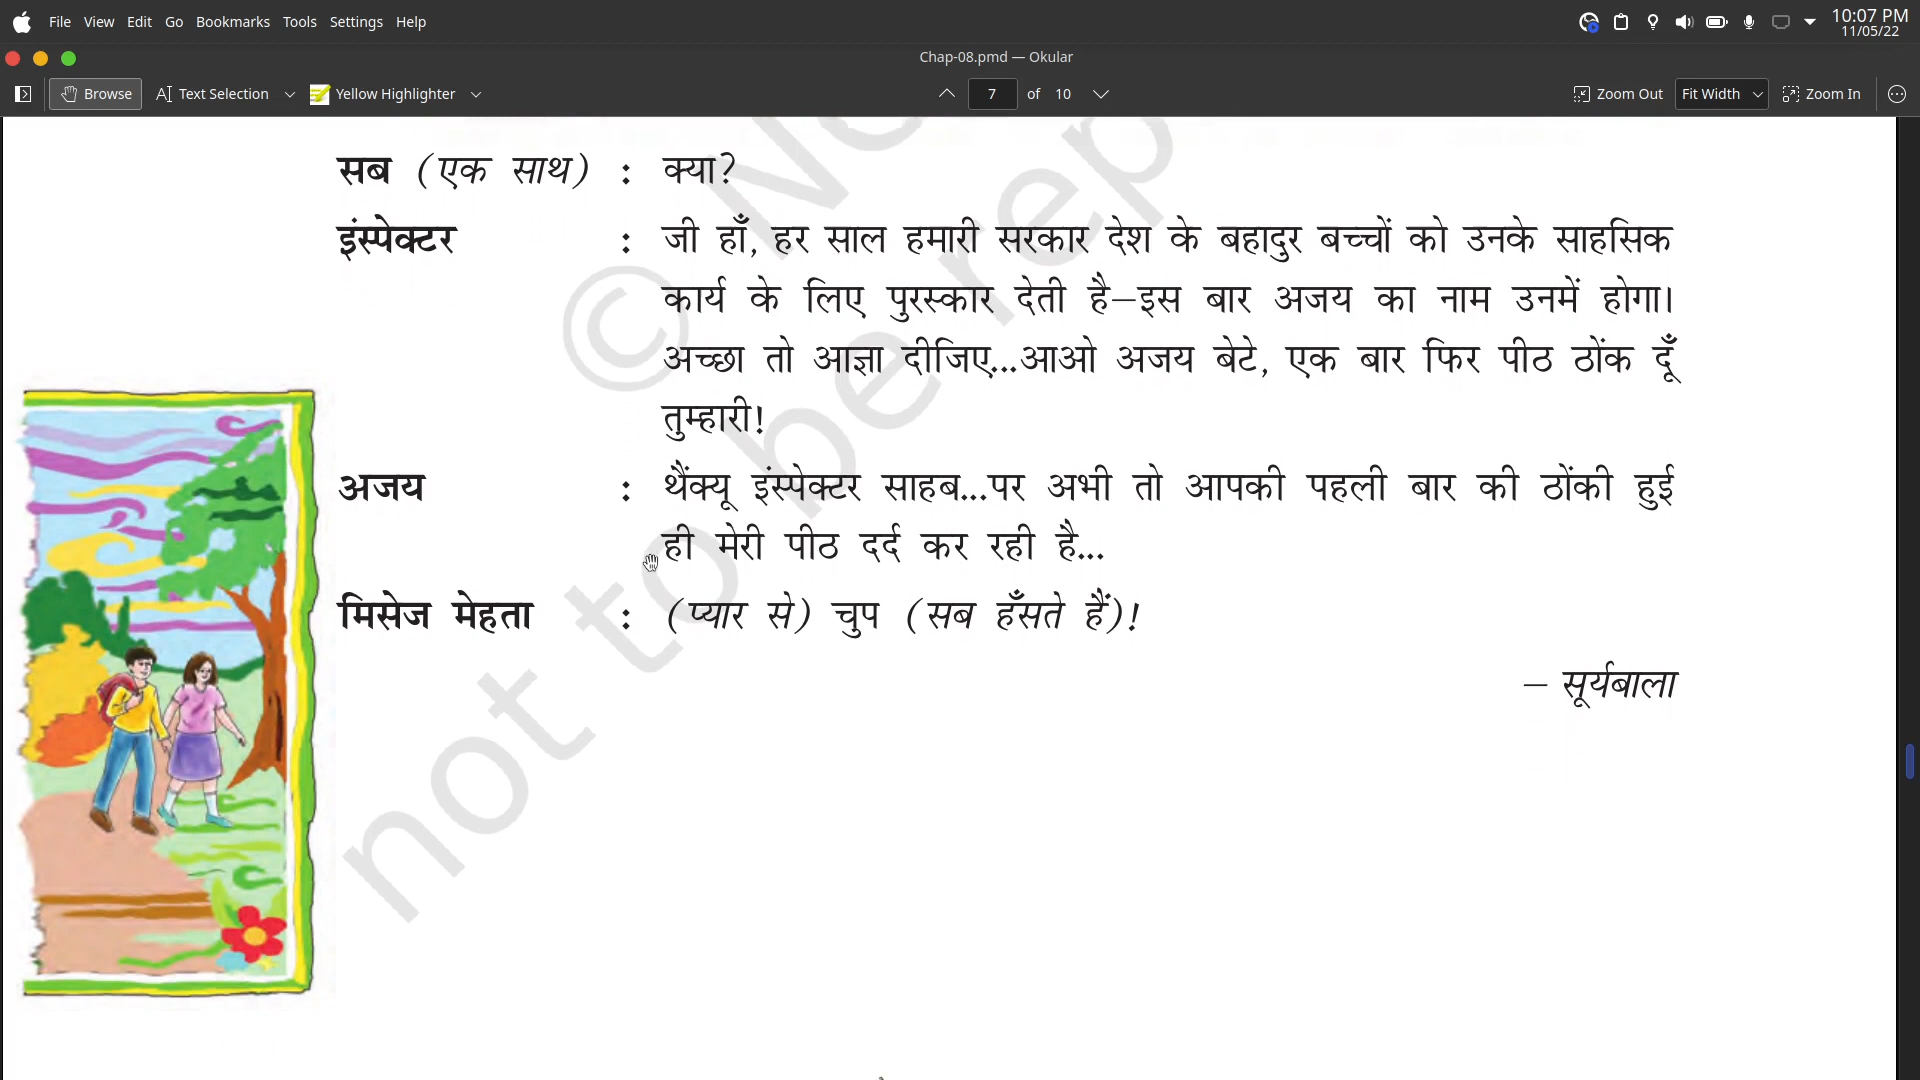 File View Edit Go Bookmarks Tools Settings Help
10:07 PM
11/05/22
Chap-08.pmd — Okular
Browse Text Selection Yellow Highlighter 7 of 10 Zoom Out Fit Width Zoom In
सब (एक साथ) : क्या?
इंस्पेक्टर : जी हाँ, हर साल हमारी सरकार देश के बहादुर बच्चों को उनके साहसिक
कार्य के लिए पुरस्कार देती है—इस बार अजय का नाम उनमें होगा।
अच्छा तो आज्ञा दीजिए...आओ अजय बेटे, एक बार फिर पीठ ठोंक दूँ
तुम्हारी!
अजय : थैंक्यू इंस्पेक्टर साहब...पर अभी तो आपकी पहली बार की ठोंकी हुई
ही मेरी पीठ दर्द कर रही है...
मिसेज मेहता : (प्यार से) चुप (सब हँसते हैं)!
– सूर्यबाला
not to be rep